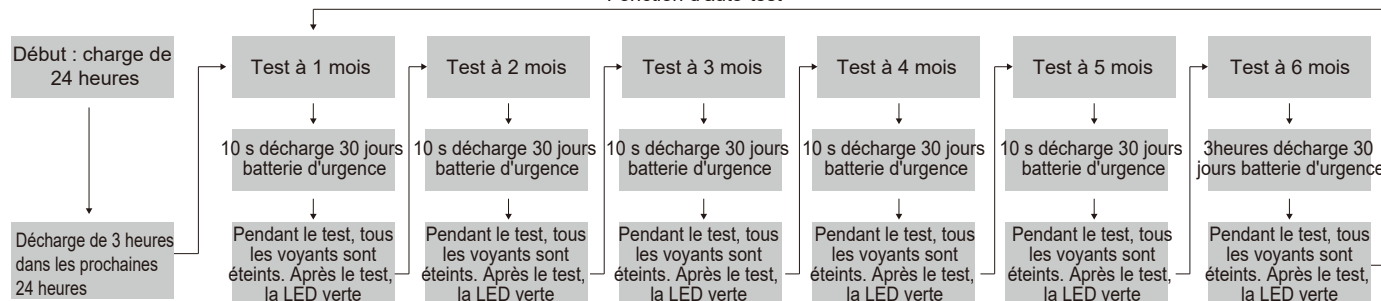 Fonction d'auto-test
Début : charge de
24 heures
Décharge de 3 heures
dans les prochaines
24 heures
Test à 1 mois
10 s décharge 30 jours
batterie d'urgence
Pendant le test, tous
les voyants sont
éteints. Après le test,
la LED verte
Test à 2 mois
10 s décharge 30 jours
batterie d'urgence
Pendant le test, tous
les voyants sont
éteints. Après le test,
la LED verte
Test à 3 mois
10 s décharge 30 jours
batterie d'urgence
Pendant le test, tous
les voyants sont
éteints. Après le test,
la LED verte
Test à 4 mois
10 s décharge 30 jours
batterie d'urgence
Pendant le test, tous
les voyants sont
éteints. Après le test,
la LED verte
Test à 5 mois
10 s décharge 30 jours
batterie d'urgence
Pendant le test, tous
les voyants sont
éteints. Après le test,
la LED verte
Test à 6 mois
3heures décharge 30
jours batterie d'urgence
Pendant le test, tous
les voyants sont
éteints. Après le test,
la LED verte